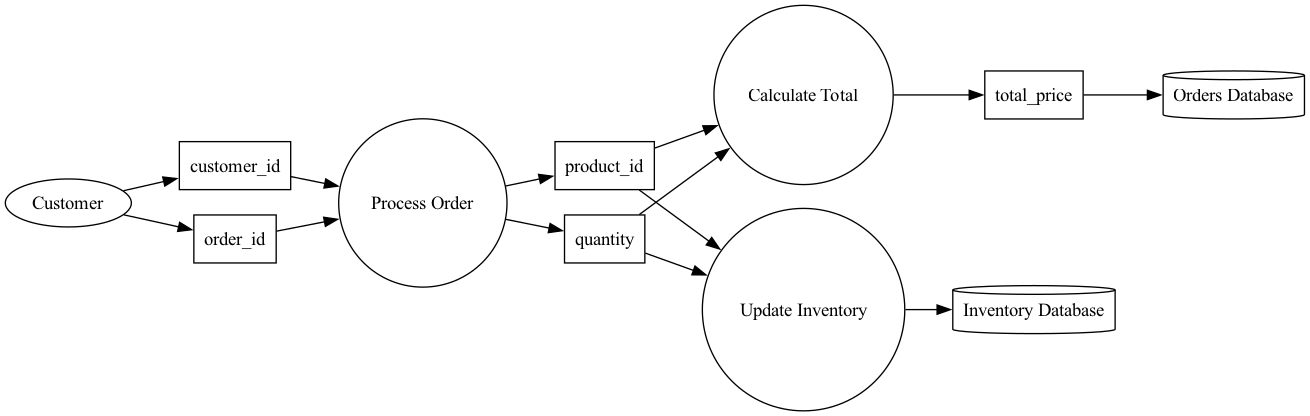 Customer
customer_id
order_id
Process Order
product_id
quantity
Calculate Total
Update Inventory
total_price
Orders Database
Inventory Database